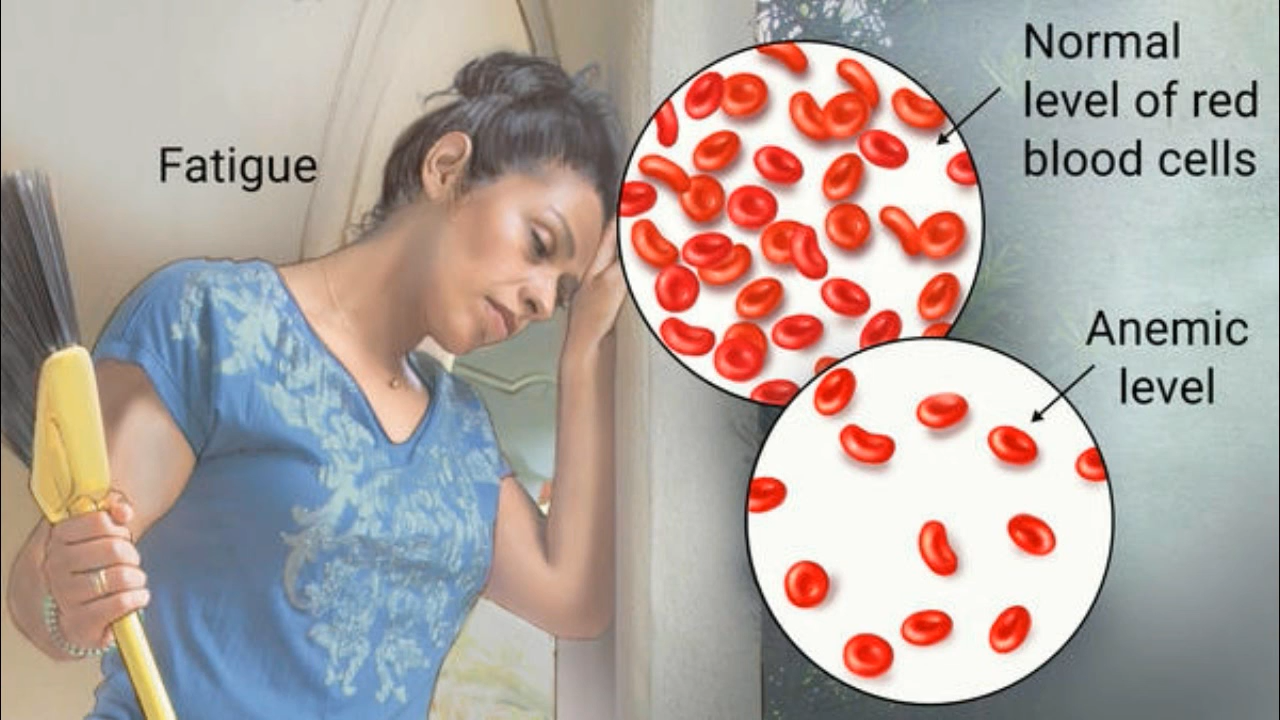 Fatigue
Normal
level of red
blood cells
Anemic
level